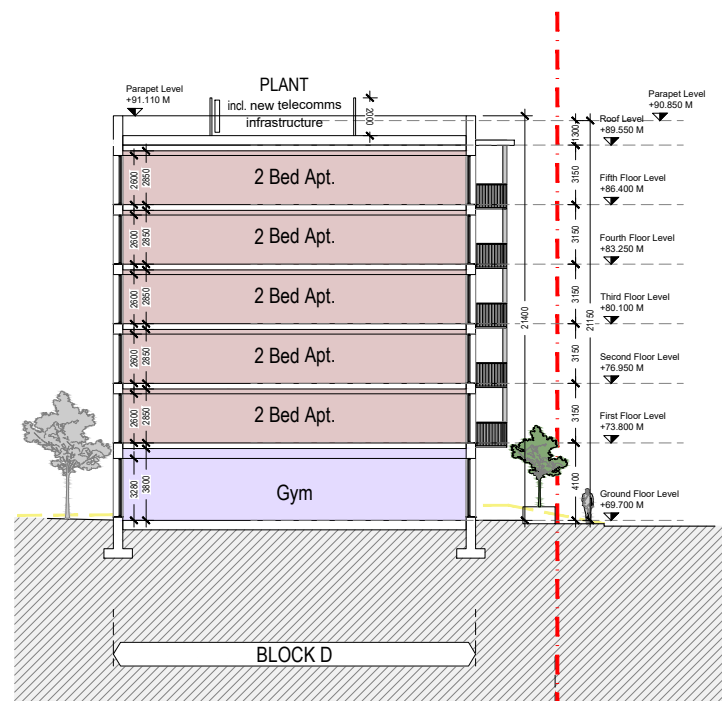 PLANT
incl. new telecomms
infrastructure
Parapet Level
+91.110 M
2000
Parapet Level
+90.850 M
1300
Roof Level
+89.550 M
2600
2850
2 Bed Apt.
3150
Fifth Floor Level
+86.400 M
2600
2850
2 Bed Apt.
3150
Fourth Floor Level
+83.250 M
2600
2850
2 Bed Apt.
3150
Third Floor Level
+80.100 M
21400
21150
2600
2850
2 Bed Apt.
3150
Second Floor Level
+76.950 M
2600
2850
2 Bed Apt.
3150
First Floor Level
+73.800 M
3280
3800
Gym
4100
Ground Floor Level
+69.700 M
BLOCK D